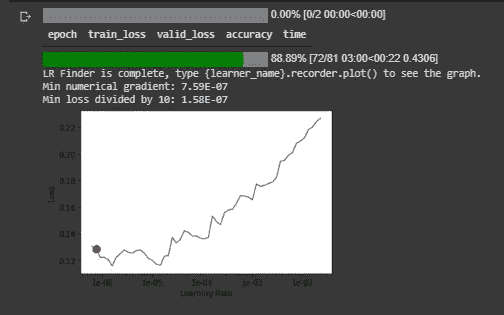 0.00% [0/2 00:00<00:00]
epoch train_loss valid_loss accuracy time
88.89% [72/81 03:00<00:22 0.4306]
LR Finder is complete, type {learner_name}.recorder.plot() to see the graph.
Min numerical gradient: 7.59E-07
Min loss divided by 10: 1.58E-07
0.22
0.20
0.18
0.16
0.14
0.12
Loss
1e-06 1e-05 1e-04 1e-03 1e-02
Learning Rate